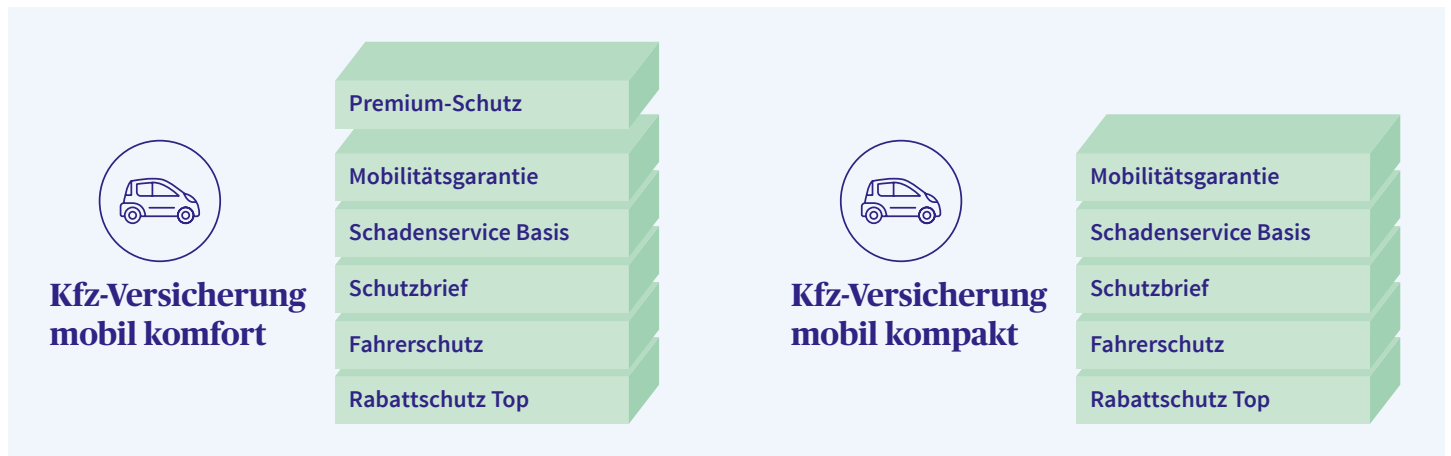 Kfz-Versicherung
mobil komfort
Premium-Schutz
Mobilitätsgarantie
Schadenservice Basis
Schutzbrief
Fahrerschutz
Rabattschutz Top
Kfz-Versicherung
mobil kompakt
Mobilitätsgarantie
Schadenservice Basis
Schutzbrief
Fahrerschutz
Rabattschutz Top